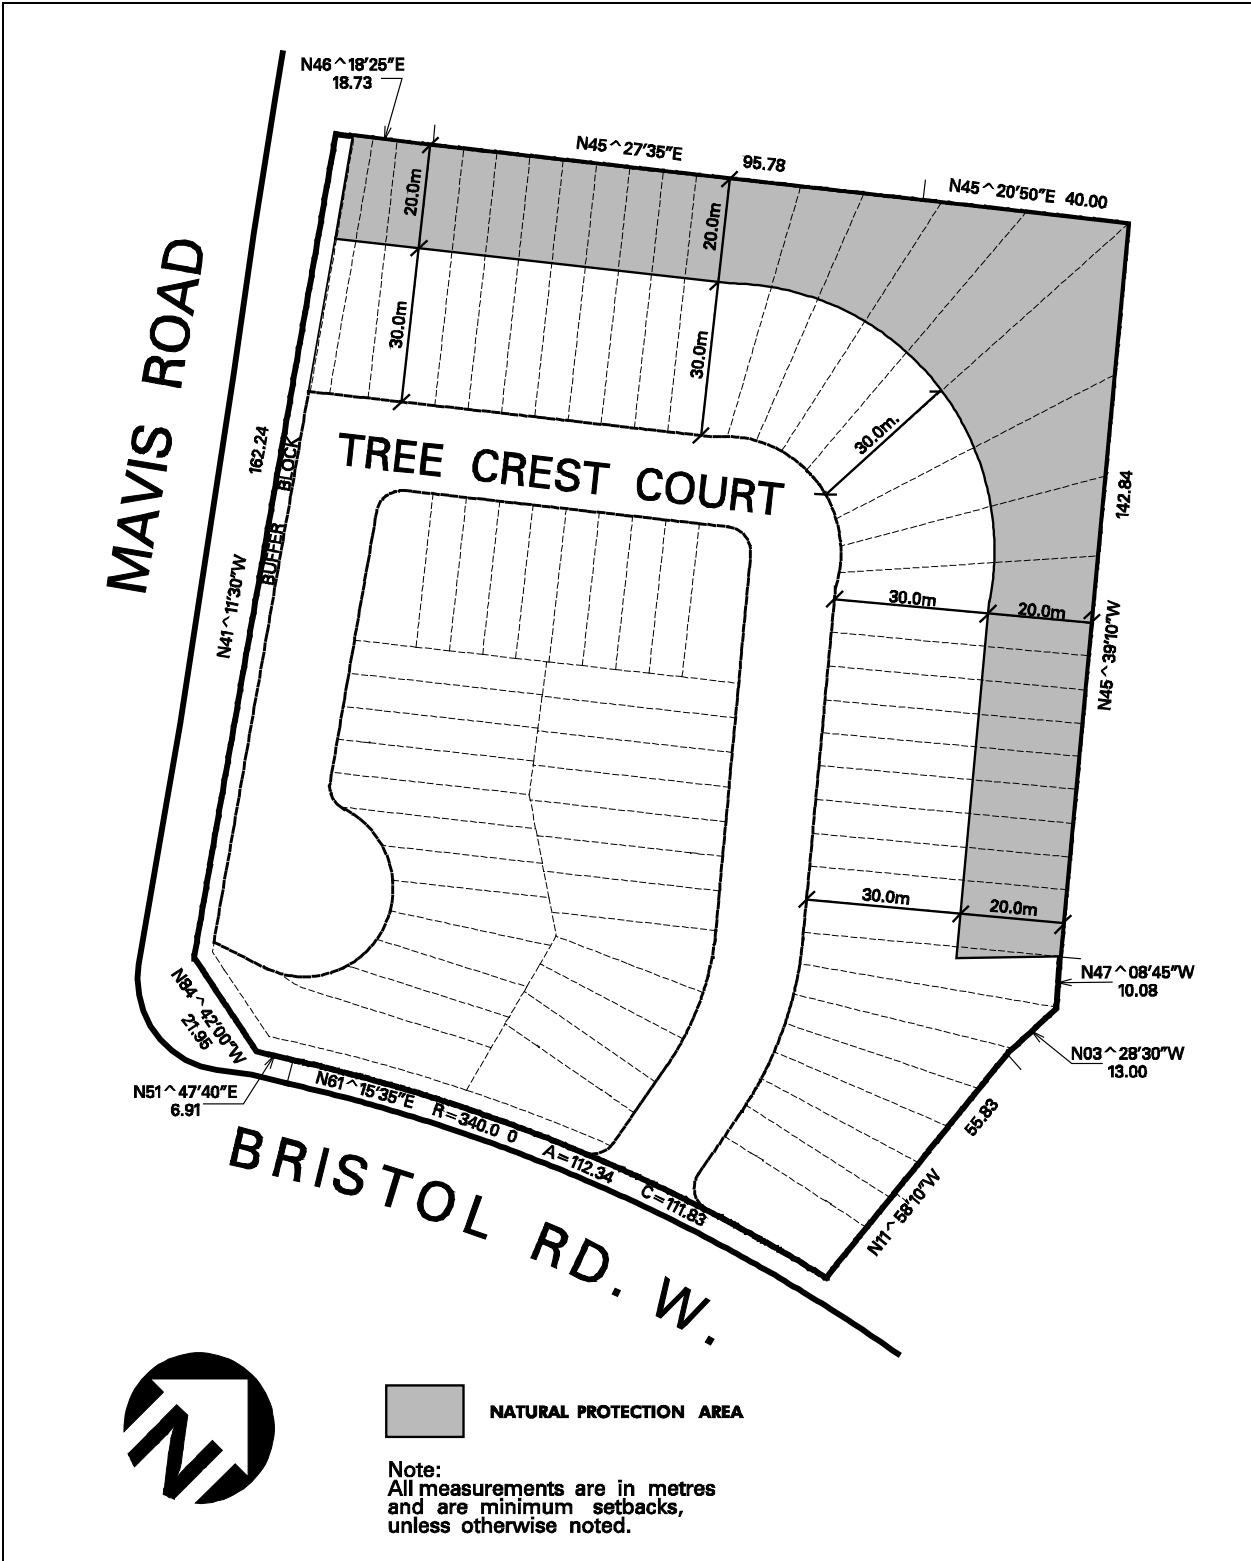 N46^18'25"E
18.73
N45^27'35"E
95.78
N45^20'50"E 40.00
20.0m
20.0m
30.0m
30.0m
MAVIS ROAD
162.24
BUFFER BLOCK
N41^11'30"W
TREE CREST COURT
30.0m.
142.84
30.0m
20.0m
N45^39'10"W
30.0m
20.0m
N47^08'45"W
10.08
N03^28'30"W
13.00
N84^42'00"W
21.95
N51^47'40"E
6.91
N61^15'35"E R=340.0 0 A=112.34 C=111.83
55.83
N11^58'10"W
BRISTOL RD. W.
N
NATURAL PROTECTION AREA
Note:
All measurements are in metres
and are minimum setbacks,
unless otherwise noted.